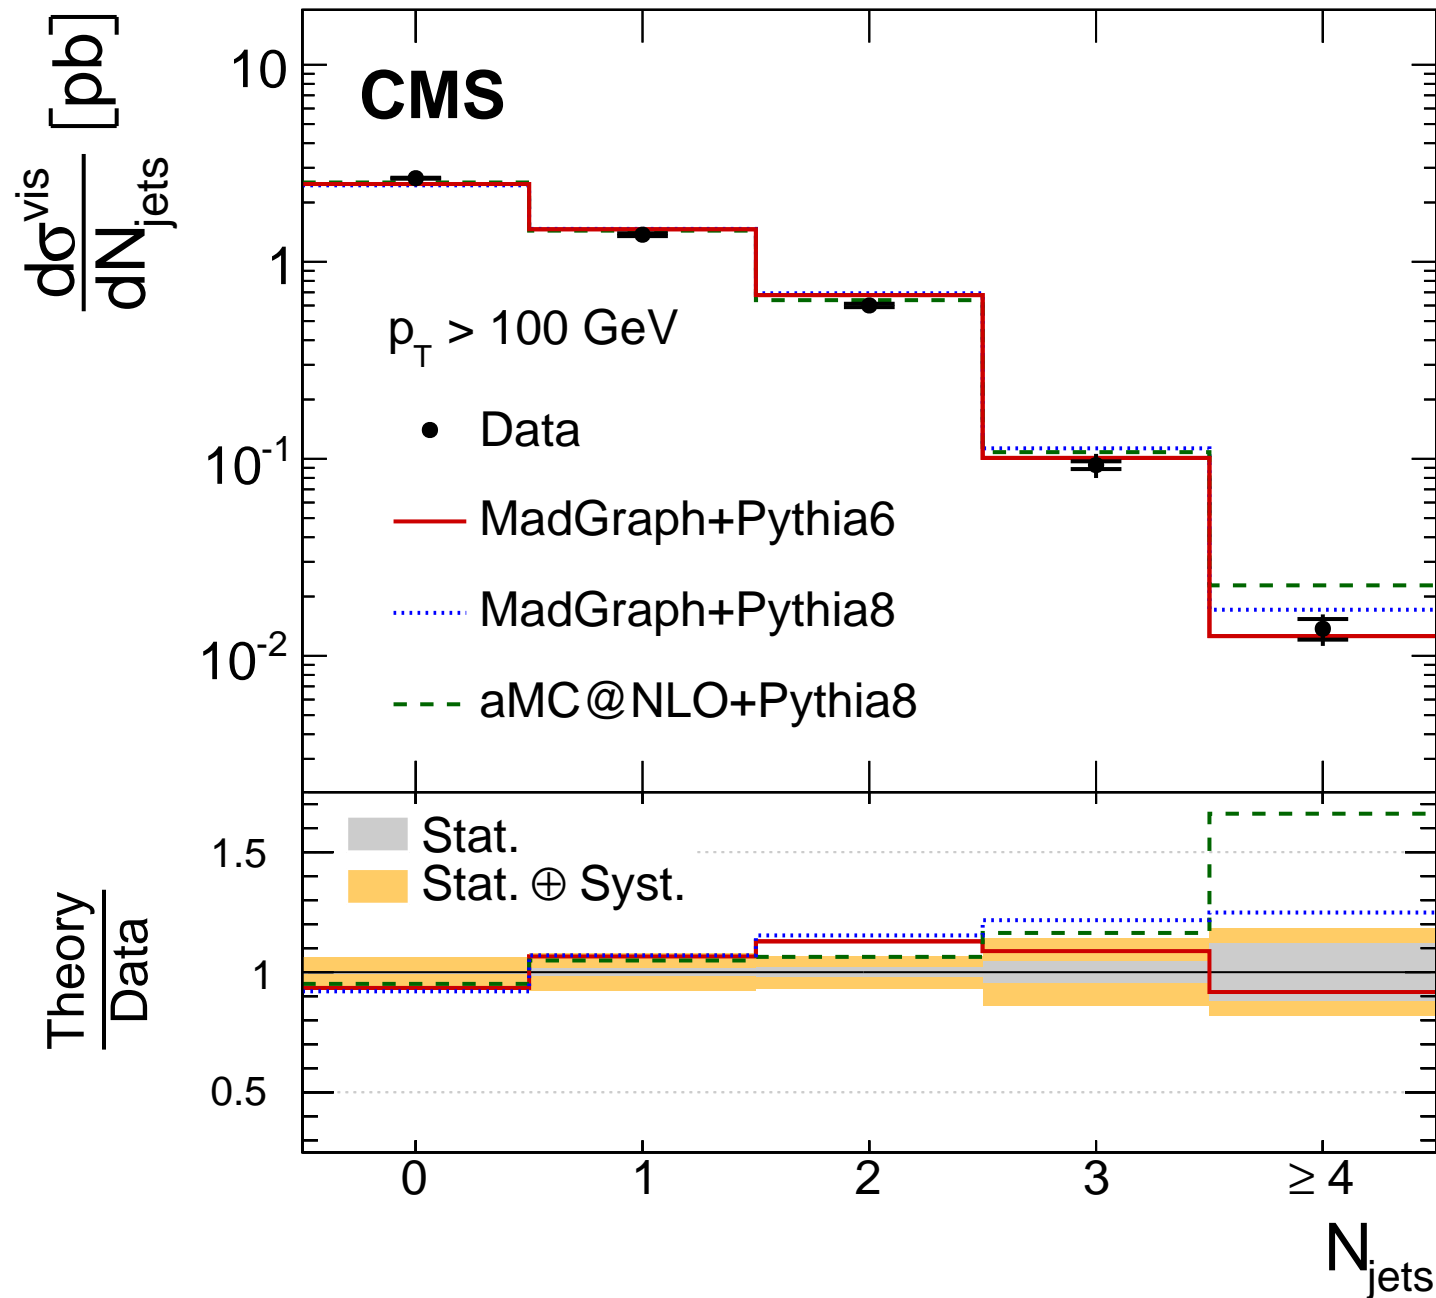 dσ^vis
dN_jets
[pb]
10
1
10^-1
10^-2
CMS
p_T > 100 GeV
Data
MadGraph+Pythia6
MadGraph+Pythia8
aMC@NLO+Pythia8
Theory
Data
1.5
1
0.5
Stat.
Stat. ⊕ Syst.
0 1 2 3 ≥ 4
N_jets